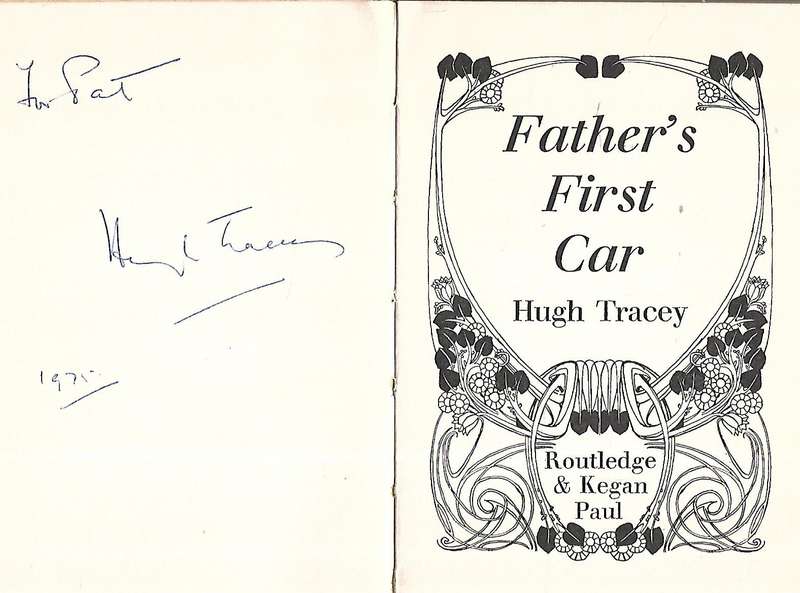 For Pat
Hugh Tracey
1975
Father's
First
Car
Hugh Tracey
Routledge
& Kegan
Paul